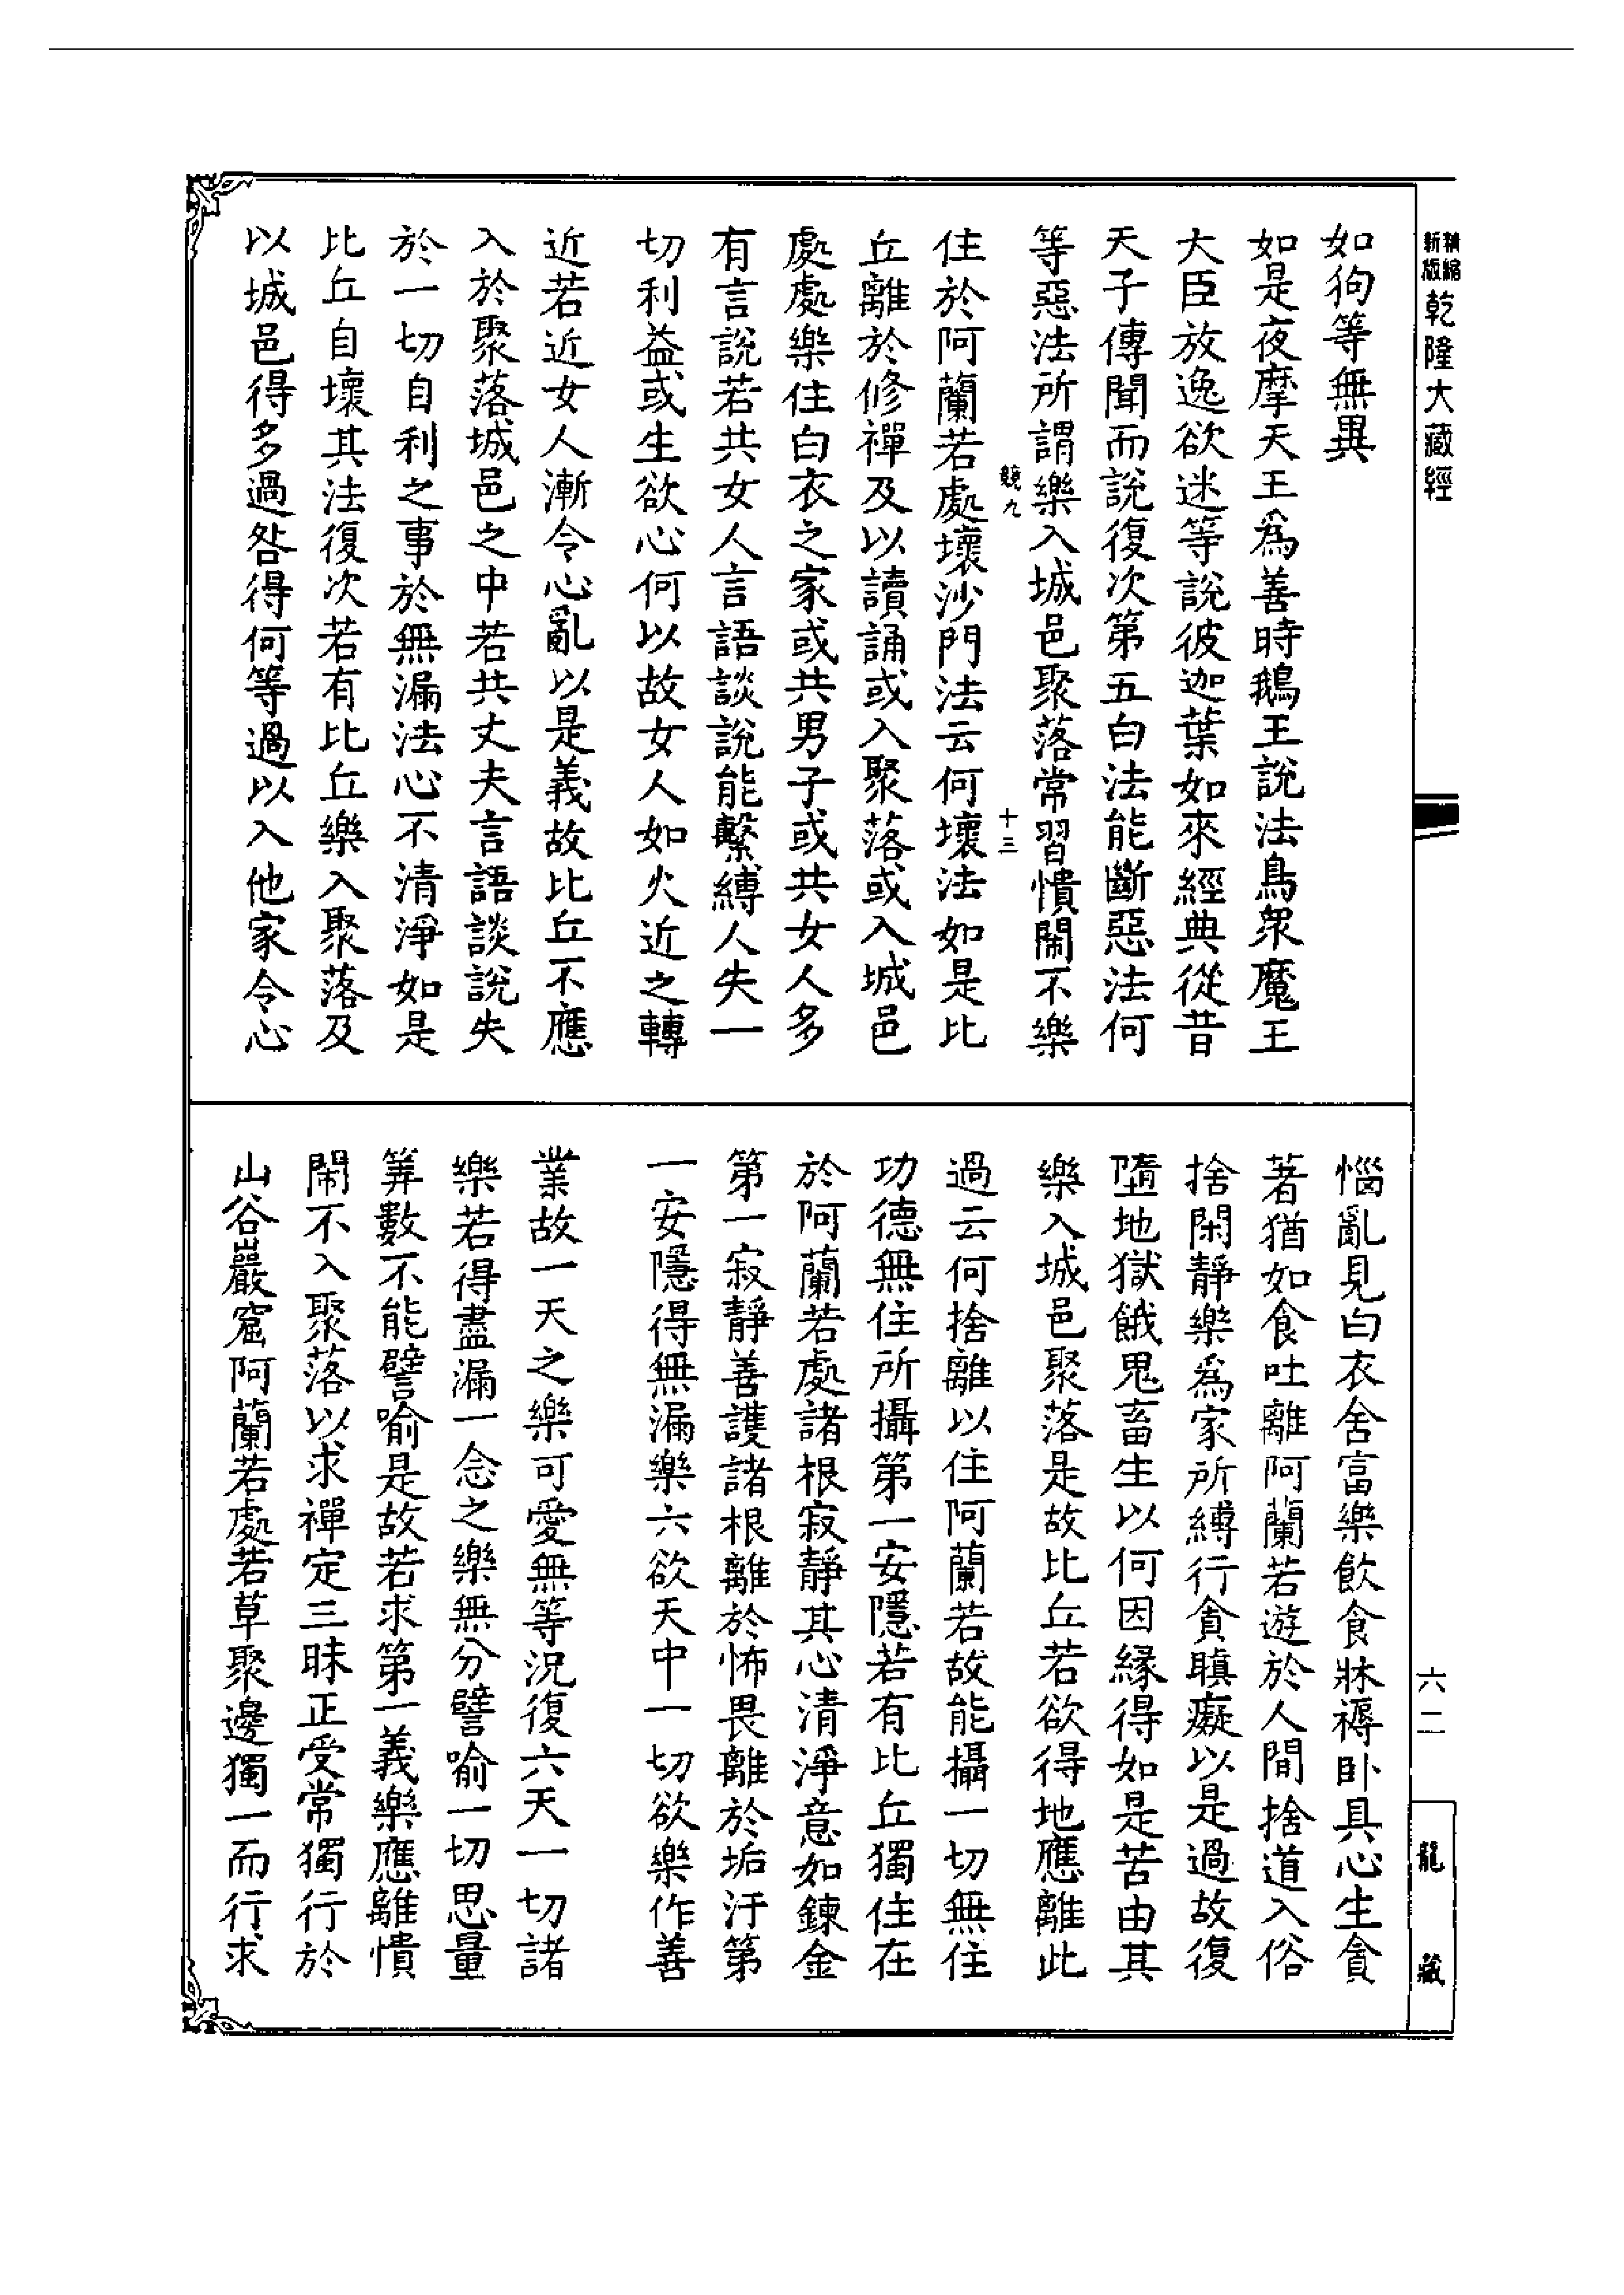 精縮新版乾隆大藏經
如狗等無異
如是夜摩天王為善時鵝王說法鳥眾魔王
大臣放逸欲迷等說彼迦葉如來經典從昔
天子傳聞而說復次第五白法能斷惡法何
等惡法所謂樂入城邑聚落常習憒鬧不樂
競九
十三
住於阿蘭若處壞沙門法云何壞法如是比
丘離於修禪及以讀誦或入聚落或入城邑
處處樂住白衣之家或共男子或共女人多
有言說若共女人言語談說能繫縛人失一
切利益或生欲心何以故女人如火近之轉
近若近女人漸令心亂以是義故比丘不應
入於聚落城邑之中若共丈夫言語談說失
於一切自利之事於無漏法心不清淨如是
比丘自壞其法復次若有比丘樂入聚落及
以城邑得多過咎得何等過以入他家令心
惱亂見白衣舍富樂飲食牀褥臥具心生貪
著猶如食吐離阿蘭若遊於人間捨道入俗
捨閑靜樂為家所縛行貪瞋癡以是過故復
墮地獄餓鬼畜生以何因緣得如是苦由其
樂入城邑聚落是故比丘若欲得地應離此
過云何捨離以住阿蘭若故能攝一切無住
功德無住所攝第一安隱若有比丘獨住在
於阿蘭若處諸根寂靜其心清淨意如鍊金
第一寂靜善護諸根離於怖畏離於垢汙第
一安隱得無漏樂六欲天中一切欲樂作善
業故一天之樂可愛無等況復六天一切諸
樂若得盡漏一念之樂無分譬喻一切思量
筭數不能譬喻是故若求第一義樂應離憒
鬧不入聚落以求禪定三昧正受常獨行於
山谷巖窟阿蘭若處若草聚邊獨一而行求
六二
龍藏